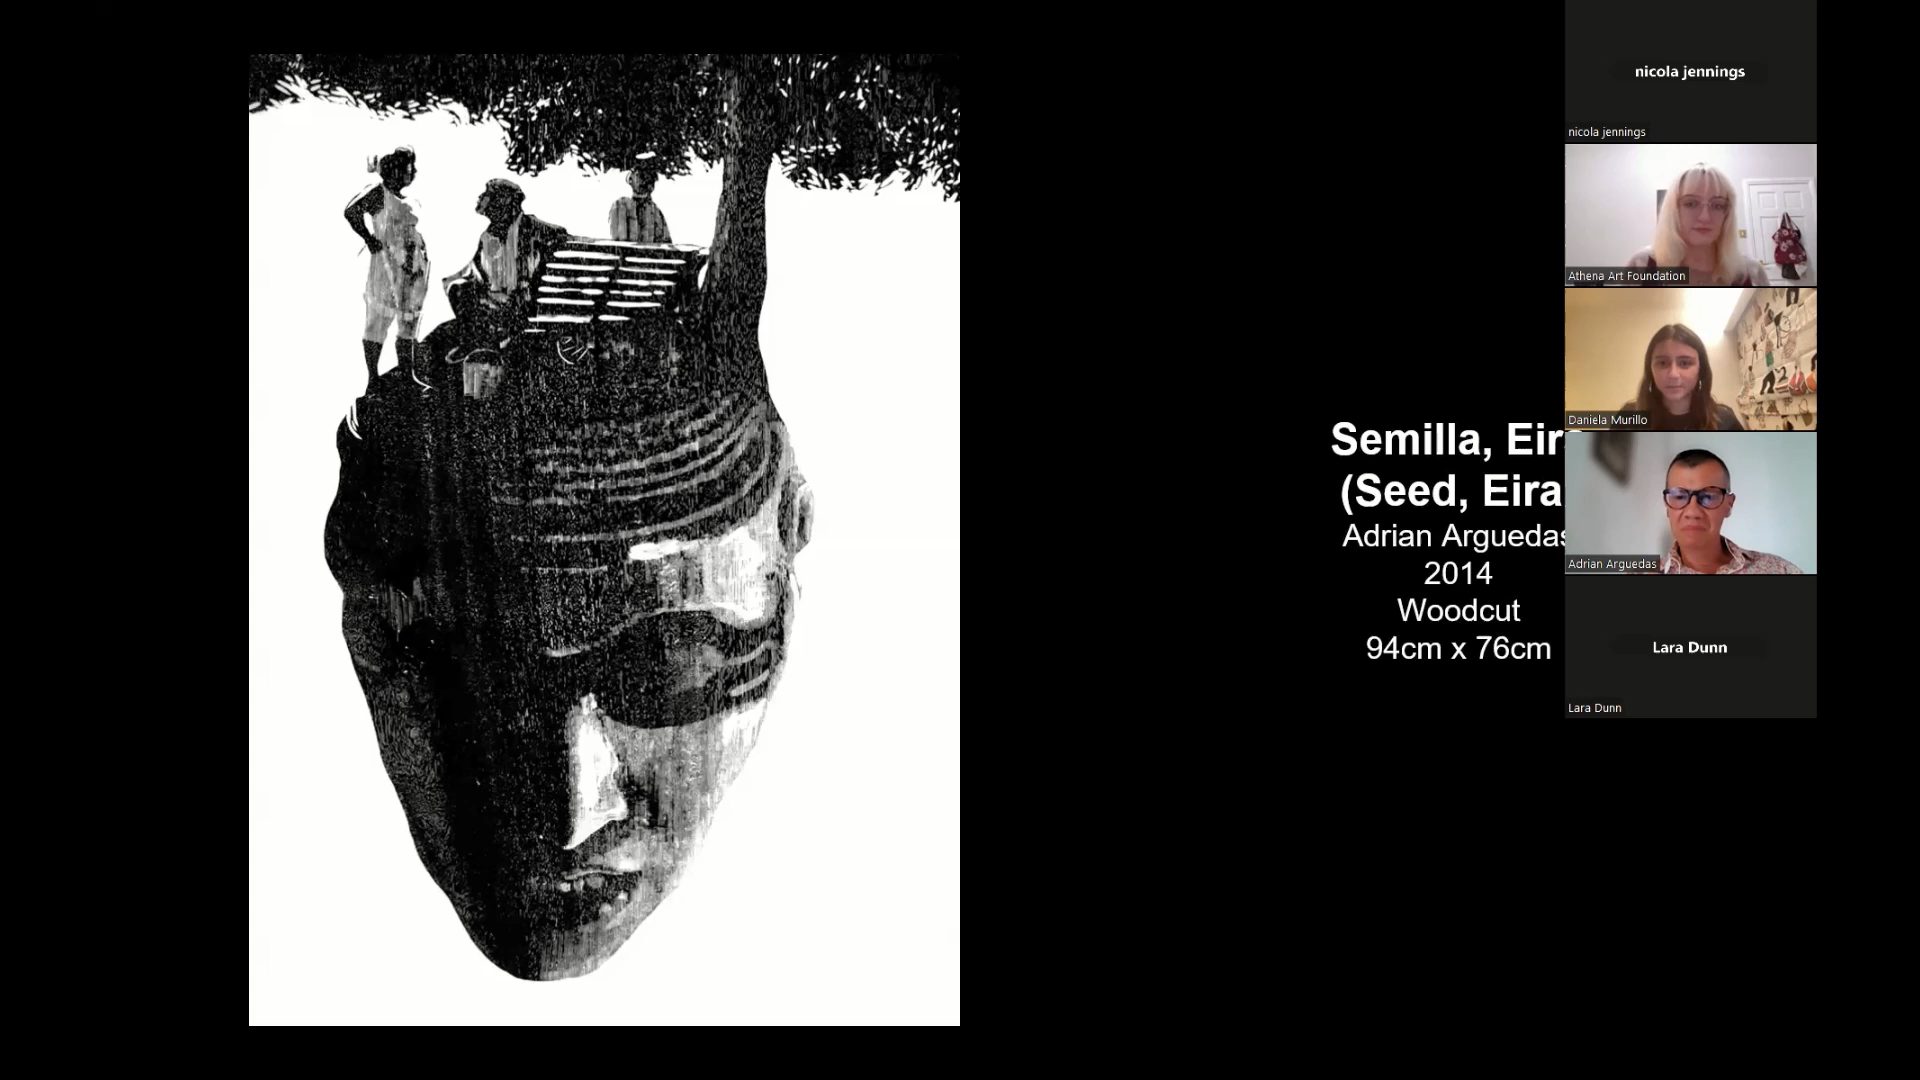 Semilla,
(Seed, Eira
Adrian Arguedas
2014
Woodcut
94cm x 76cm
nicola jennings
nicola jennings
Athena Art Foundation
Daniela Murillo
Adrian Arguedas
Lara Dunn
Lara Dunn